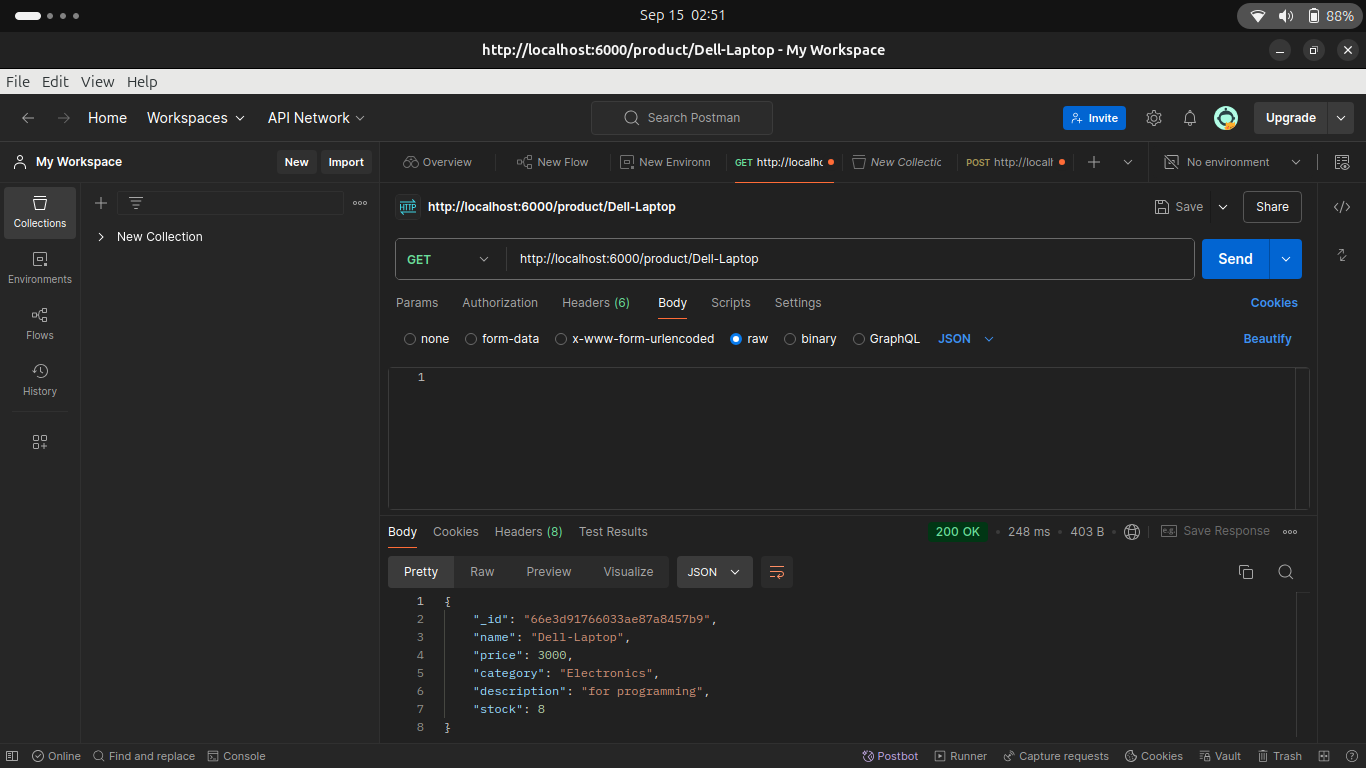 Sep 15 02:51
88%
http://localhost:6000/product/Dell-Laptop - My Workspace
File Edit View Help
Home Workspaces API Network Search Postman Invite Upgrade
My Workspace New Import Overview New Flow New Environn GET http://localhc New Collectic POST http://locall No environment
http://localhost:6000/product/Dell-Laptop Save Share
Collections
New Collection
Environments
Flows
History
GET http://localhost:6000/product/Dell-Laptop Send
Params Authorization Headers (6) Body Scripts Settings Cookies
none form-data x-www-form-urlencoded raw binary GraphQL JSON Beautify
1
Body Cookies Headers (8) Test Results 200 OK • 248 ms • 403 B • e.g. Save Response
Pretty Raw Preview Visualize JSON
1 {
2 "_id": "66e3d91766033ae87a8457b9",
3 "name": "Dell-Laptop",
4 "price": 3000,
5 "category": "Electronics",
6 "description": "for programming",
7 "stock": 8
8 }
Online Find and replace Console Postbot Runner Capture requests Cookies Vault Trash